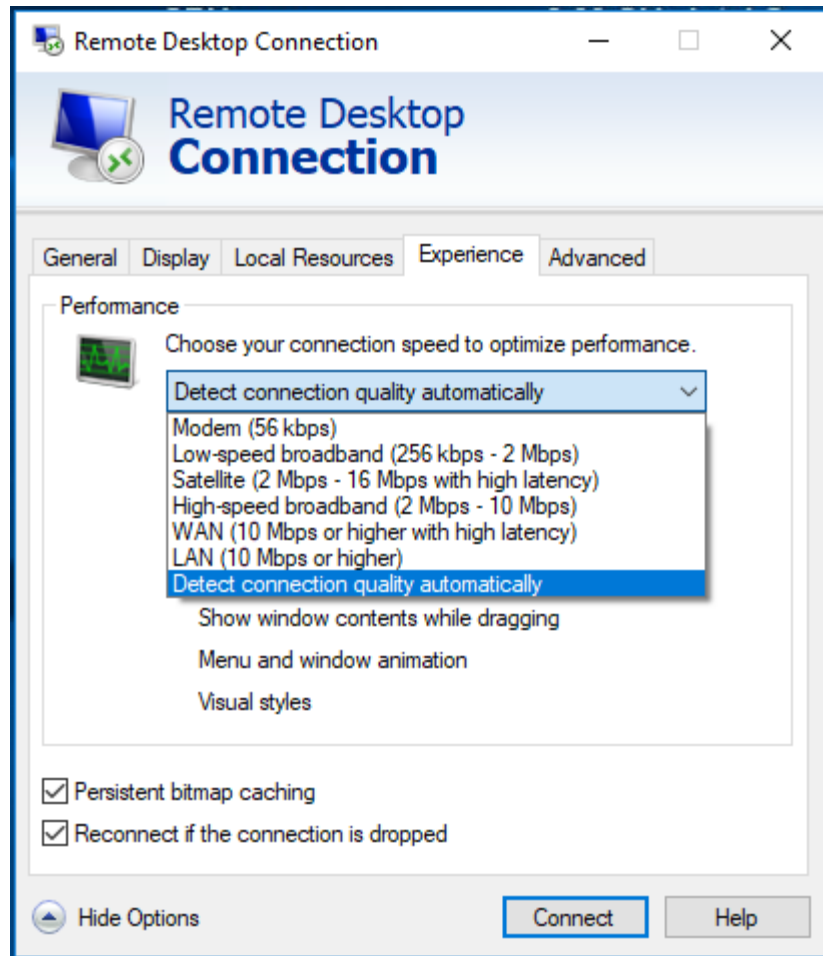 Remote Desktop Connection
Remote Desktop
Connection
General Display Local Resources Experience Advanced
Performance
Choose your connection speed to optimize performance.
Detect connection quality automatically
Modem (56 kbps)
Low-speed broadband (256 kbps - 2 Mbps)
Satellite (2 Mbps - 16 Mbps with high latency)
High-speed broadband (2 Mbps - 10 Mbps)
WAN (10 Mbps or higher with high latency)
LAN (10 Mbps or higher)
Detect connection quality automatically
Show window contents while dragging
Menu and window animation
Visual styles
Persistent bitmap caching
Reconnect if the connection is dropped
Hide Options Connect Help